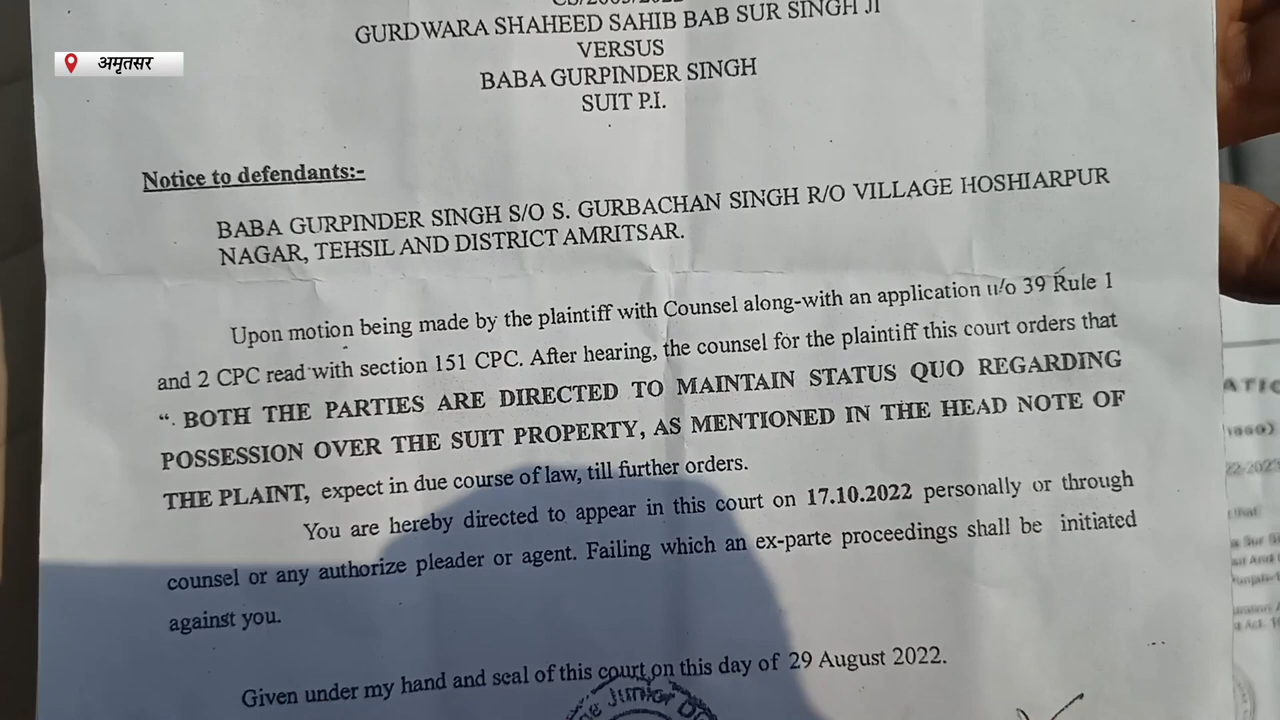 GURDWARA SHAHEED SAHIB BAB SUR SINGH JI
VERSUS
BABA GURPINDER SINGH
SUIT P.I.
अमृतसर
Notice to defendants:-
BABA GURPINDER SINGH S/O S. GURBACHAN SINGH R/O VILLAGE HOSHIARPUR
NAGAR, TEHSIL AND DISTRICT AMRITSAR.
Upon motion being made by the plaintiff with Counsel along-with an application u/o 39 Rule 1
and 2 CPC read with section 151 CPC. After hearing, the counsel for the plaintiff this court orders that
“. BOTH THE PARTIES ARE DIRECTED TO MAINTAIN STATUS QUO REGARDING
POSSESSION OVER THE SUIT PROPERTY, AS MENTIONED IN THE HEAD NOTE OF
THE PLAINT, expect in due course of law, till further orders.
You are hereby directed to appear in this court on 17.10.2022 personally or through
counsel or any authorize pleader or agent. Failing which an ex-parte proceedings shall be initiated
against you.
Given under my hand and seal of this court on this day of 29 August 2022.
Junior